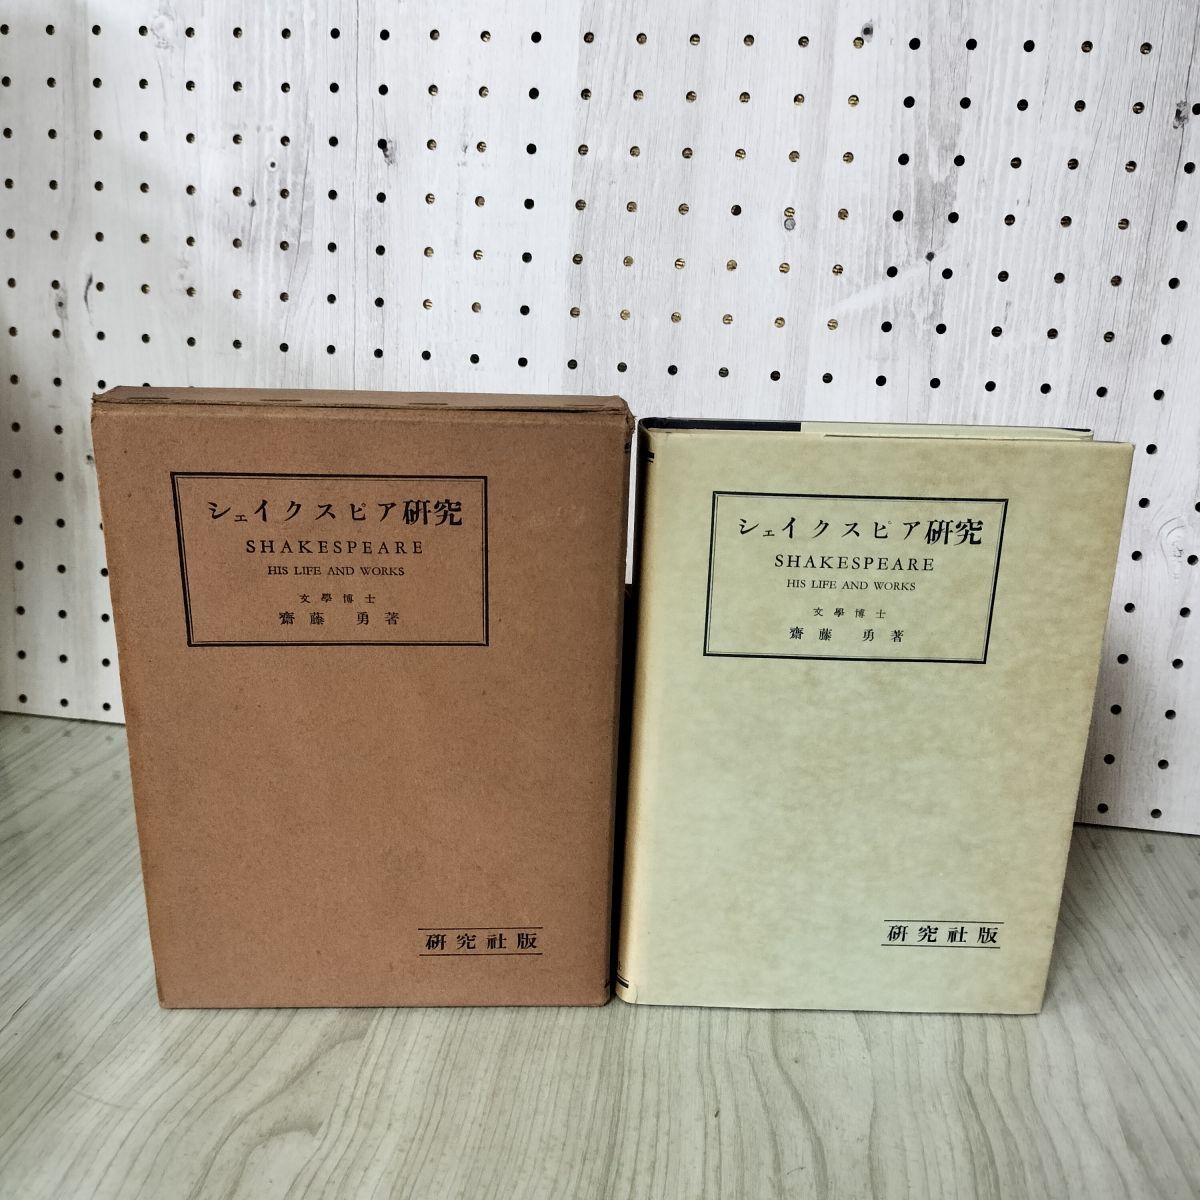 シェイクスピア研究
SHAKESPEARE
HIS LIFE AND WORKS
文學博士
齋藤勇著
研究社版
シェイクスピア研究
SHAKESPEARE
HIS LIFE AND WORKS
文學博士
齋藤勇著
研究社版